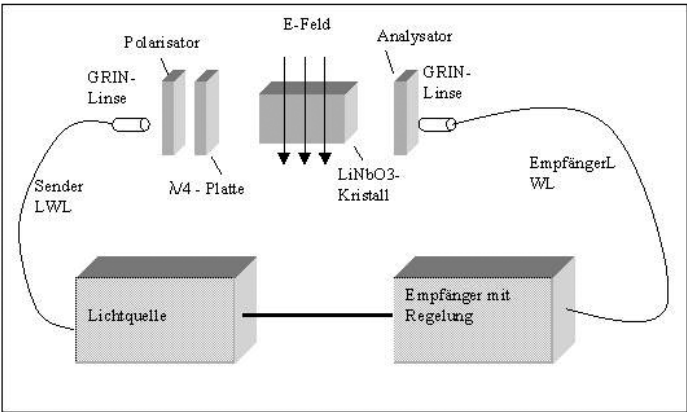 E-Feld
Polarisator
Analysator
GRIN-
Linse
GRIN-
Linse
λ/4 - Platte
LiNbO3-
Kristall
Sender
LWL
EmpfängerL
WL
Lichtquelle
Empfänger mit
Regelung